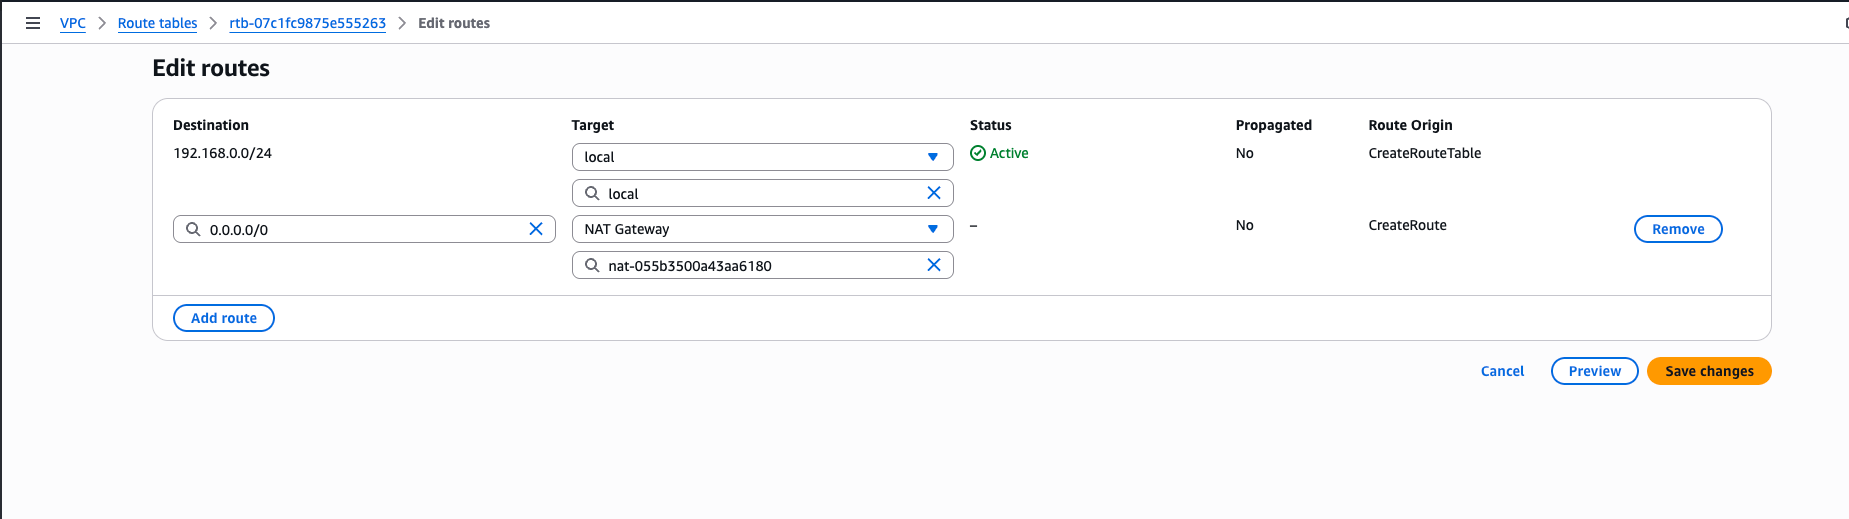 VPC > Route tables > rtb-07c1fc9875e555263 > Edit routes
Edit routes
Destination Target Status Propagated Route Origin
192.168.0.0/24 local Active No CreateRouteTable
local
0.0.0.0/0 NAT Gateway – No CreateRoute Remove
nat-055b3500a43aa6180
Add route
Cancel Preview Save changes